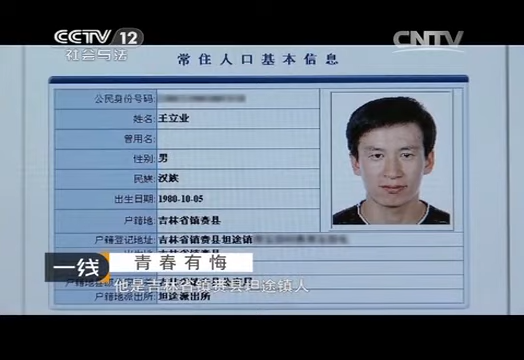 CCTV 12
社会与法
CNTV
常住人口基本信息
公民身份号码:
姓名: 王立业
曾用名:
性别: 男
民族: 汉族
出生日期: 1980-10-05
户籍地: 吉林省镇赉县
户籍登记地址: 吉林省镇赉县坦途镇
一线
青春有悔
他是吉林省镇赉县坦途镇人
户籍派出所: 坦途派出所